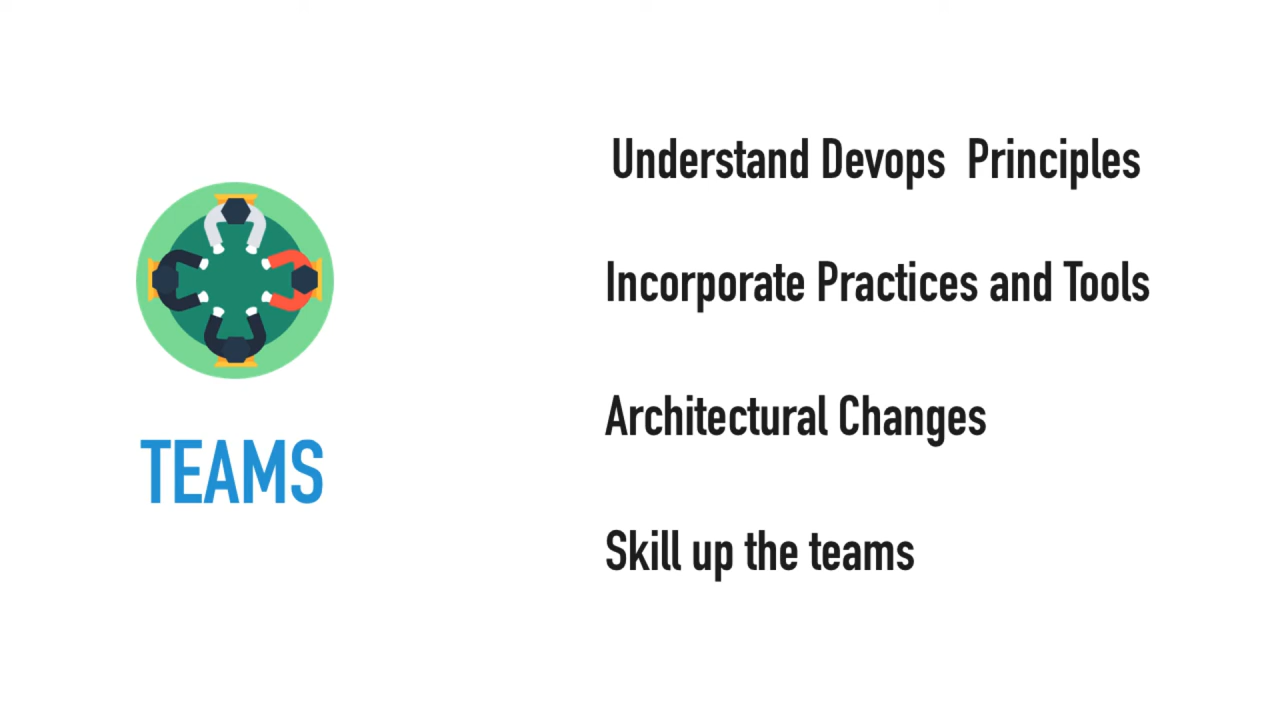 Understand Devops  Principles
Incorporate Practices and Tools
TEAMS
Architectural Changes
Skill up the teams